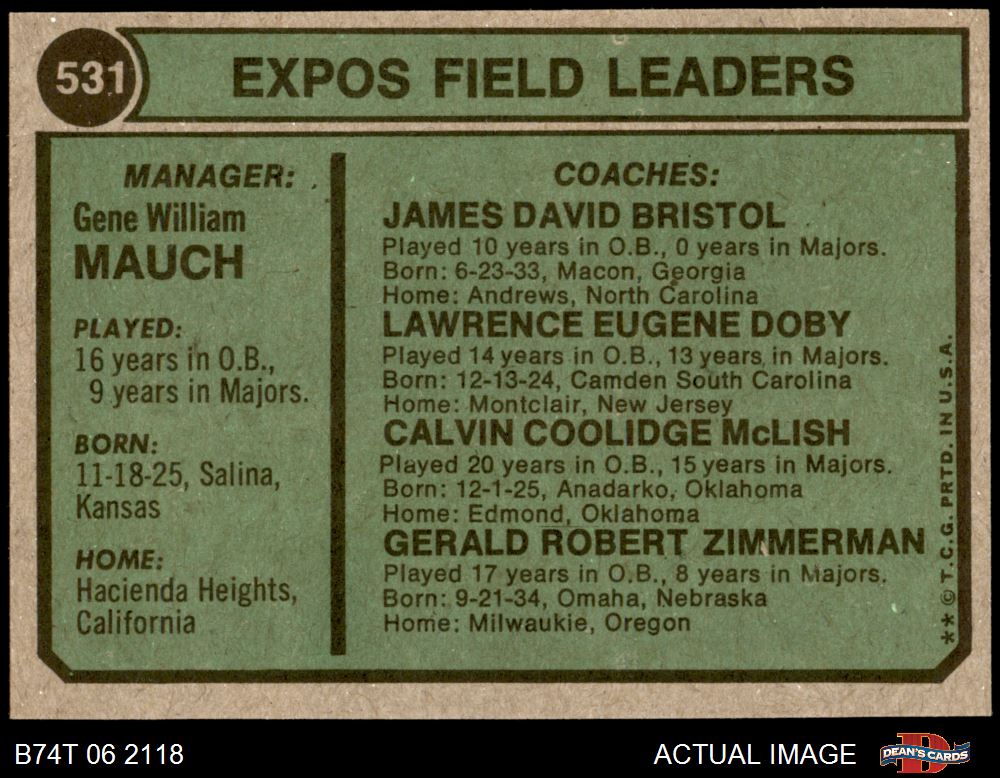 531
EXPOS FIELD LEADERS
MANAGER:
Gene William
MAUCH
PLAYED:
16 years in O.B.,
9 years in Majors.
BORN:
11-18-25, Salina,
Kansas
HOME:
Hacienda Heights,
California
COACHES:
JAMES DAVID BRISTOL
Played 10 years in O.B., 0 years in Majors.
Born: 6-23-33, Macon, Georgia
Home: Andrews, North Carolina
LAWRENCE EUGENE DOBY
Played 14 years in O.B., 13 years in Majors.
Born: 12-13-24, Camden South Carolina
Home: Montclair, New Jersey
CALVIN COOLIDGE McLISH
Played 20 years in O.B., 15 years in Majors.
Born: 12-1-25, Anadarko, Oklahoma
Home: Edmond, Oklahoma
GERALD ROBERT ZIMMERMAN
Played 17 years in O.B., 8 years in Majors.
Born: 9-21-34, Omaha, Nebraska
Home: Milwaukie, Oregon
** © T.C.G. PRTD. IN U.S.A.
B74T 06 2118
ACTUAL IMAGE
D
DEAN'S CARDS